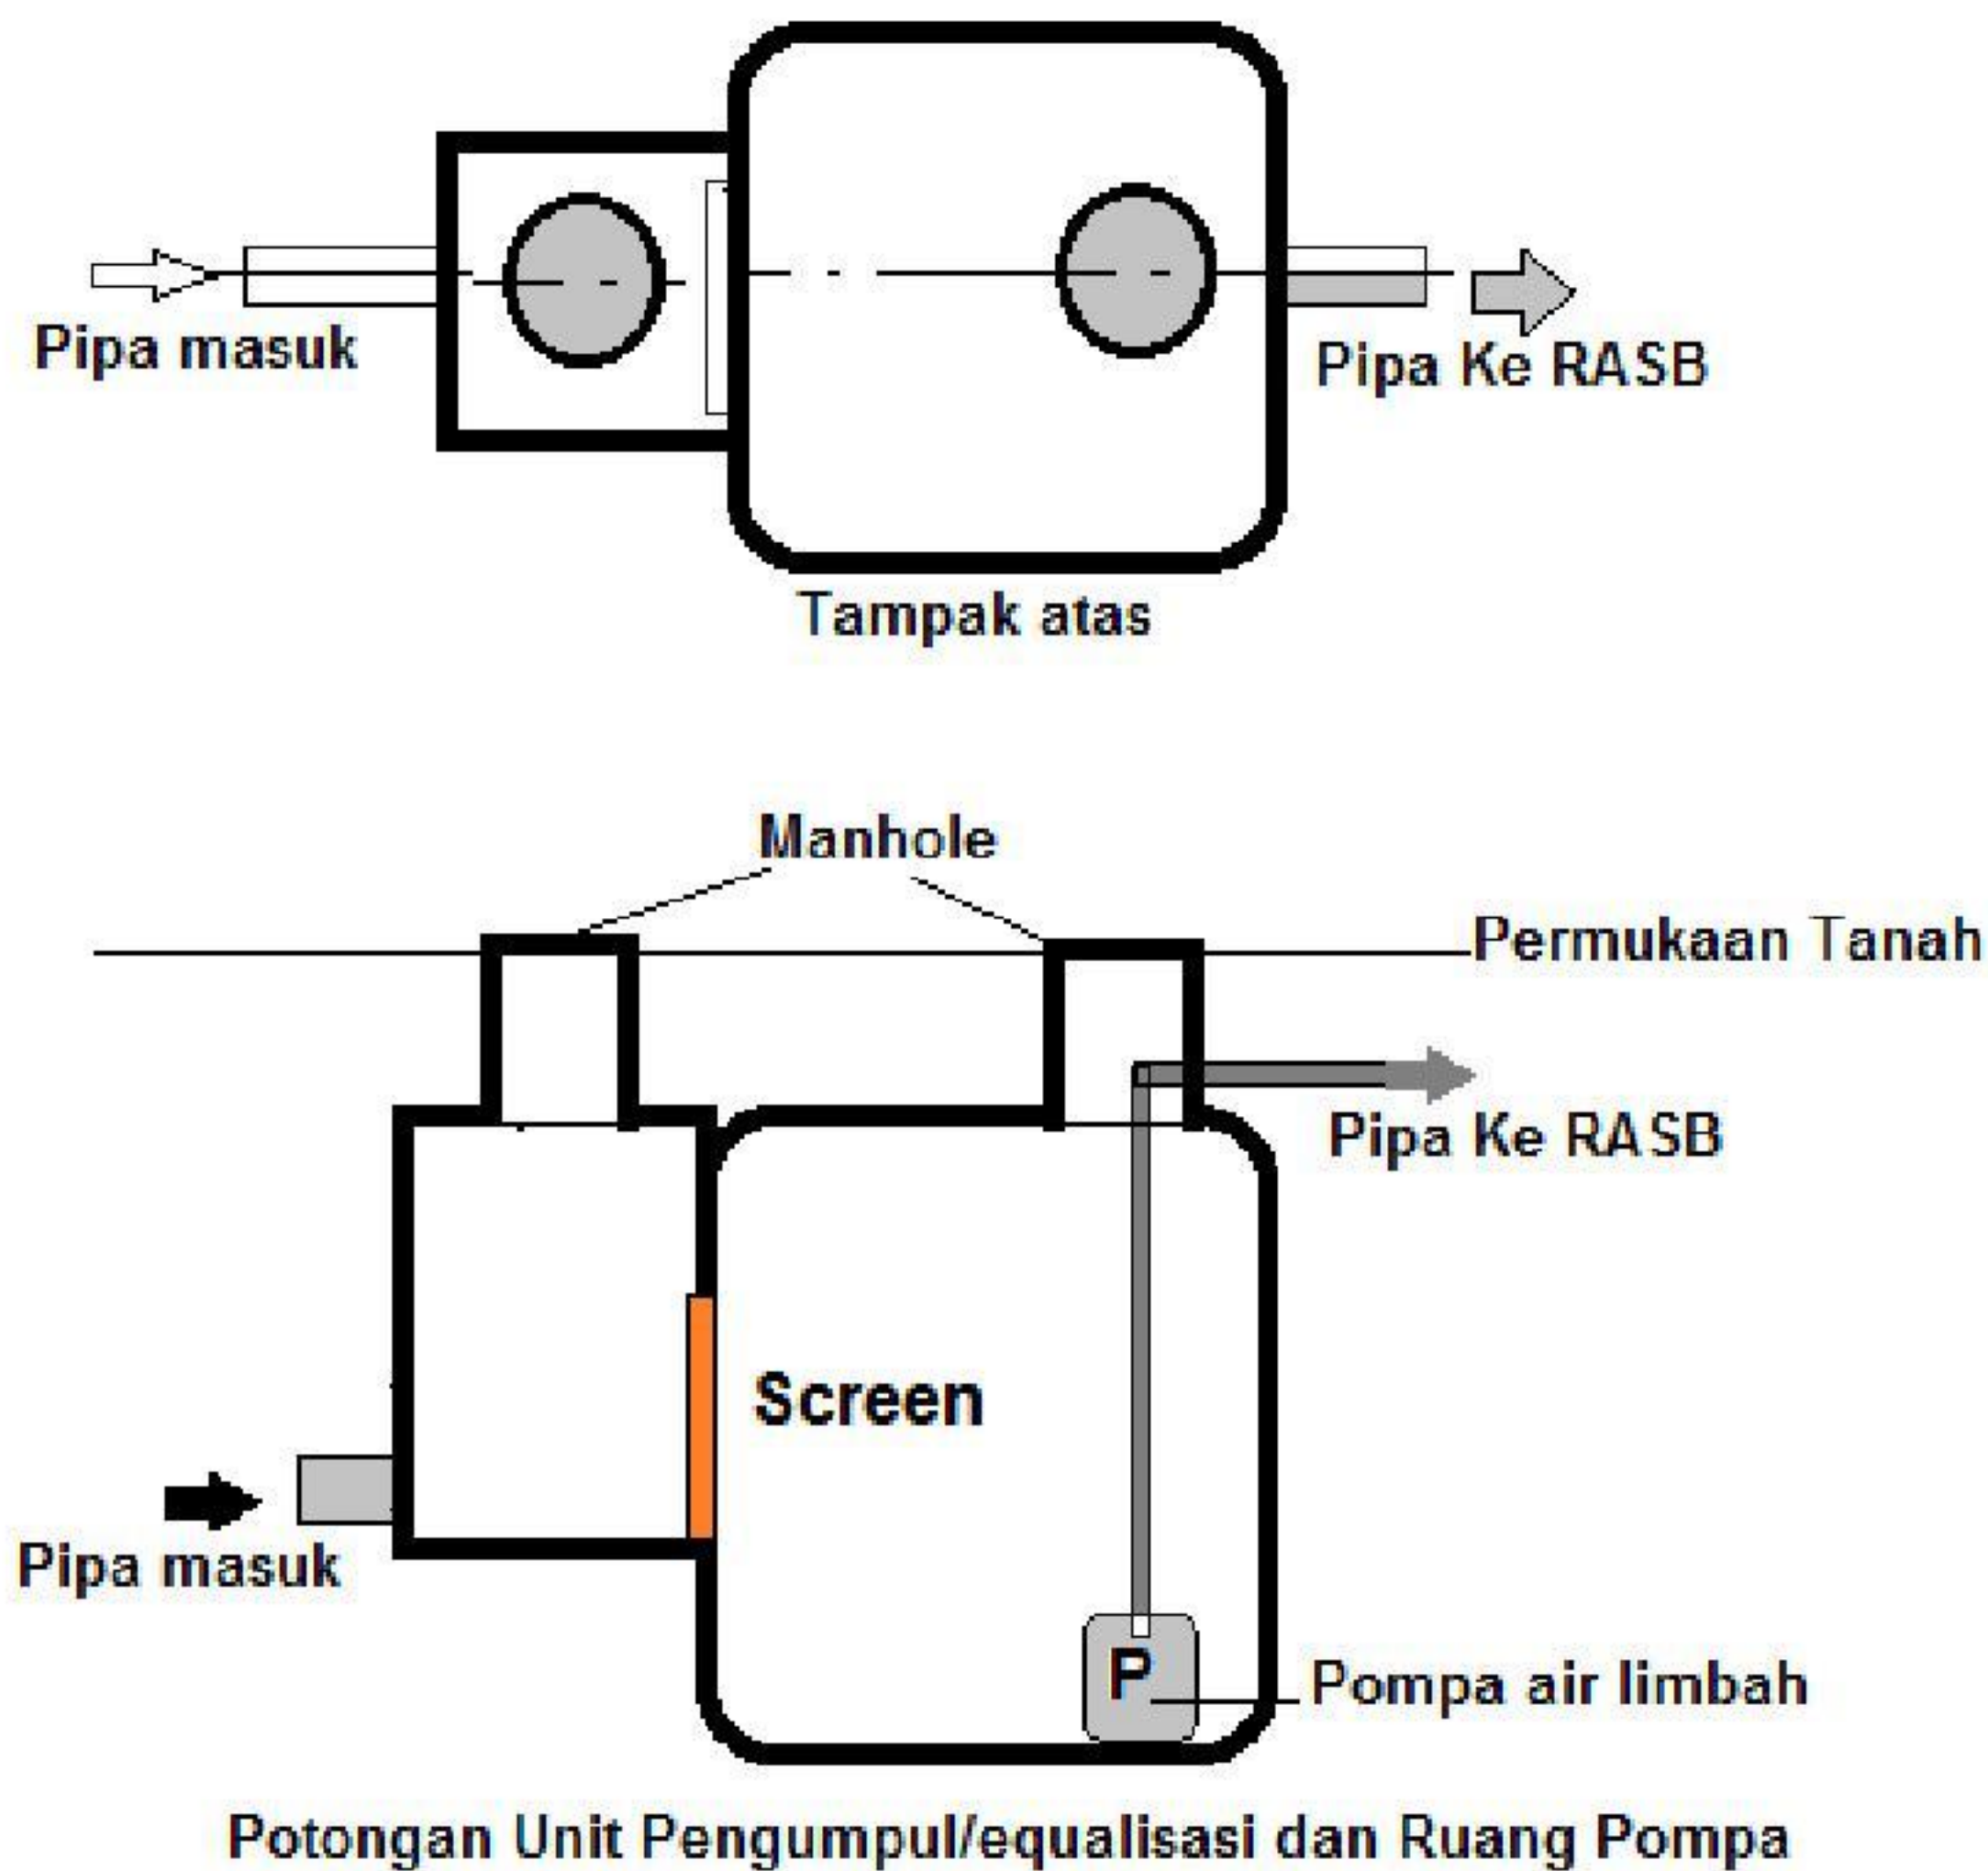 Pipa masuk
Pipa Ke RASB
Tampak atas
Manhole
Permukaan Tanah
Pipa Ke RASB
Screen
Pipa masuk
P
Pompa air limbah
Potongan Unit Pengumpul/equalisasi dan Ruang Pompa